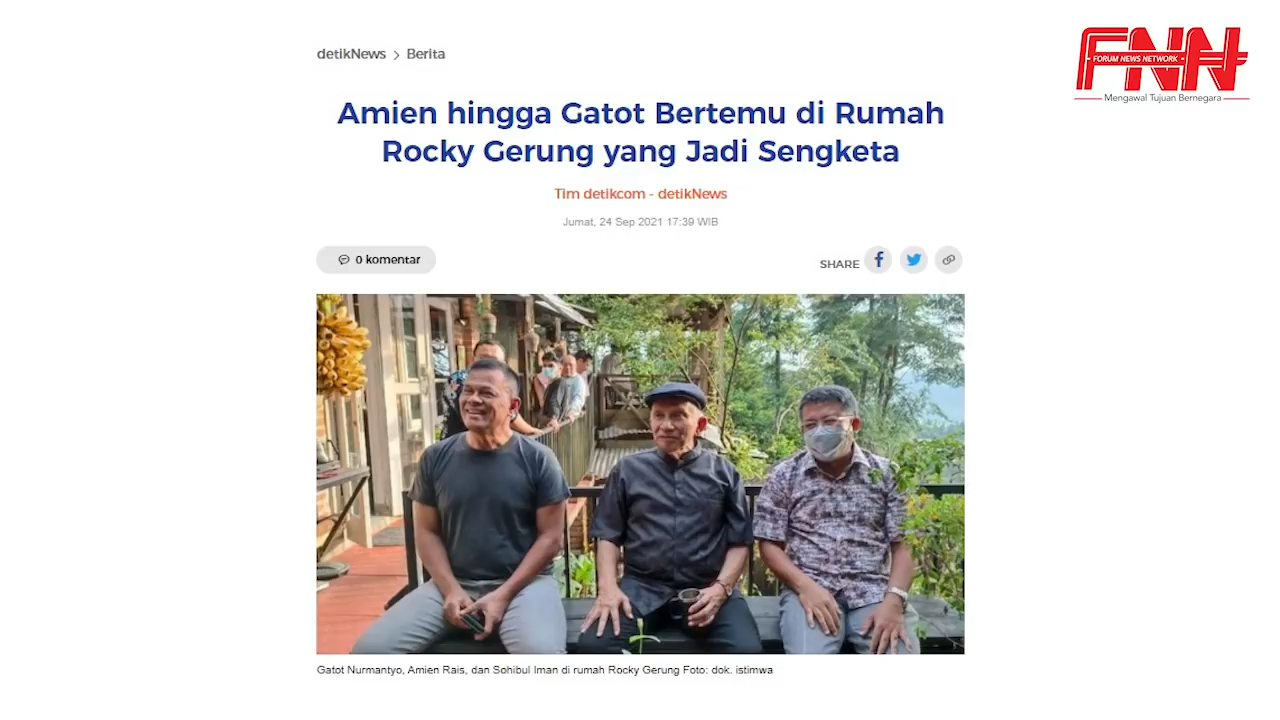 detikNews > Berita
FNN
FORUM NEWS NETWORK
Mengawal Tujuan Bernegara
Amien hingga Gatot Bertemu di Rumah
Rocky Gerung yang Jadi Sengketa
Tim detikcom - detikNews
Jumat, 24 Sep 2021 17:39 WIB
0 komentar
SHARE
Gatot Nurmantyo, Amien Rais, dan Sohibul Iman di rumah Rocky Gerung Foto: dok. istimwa